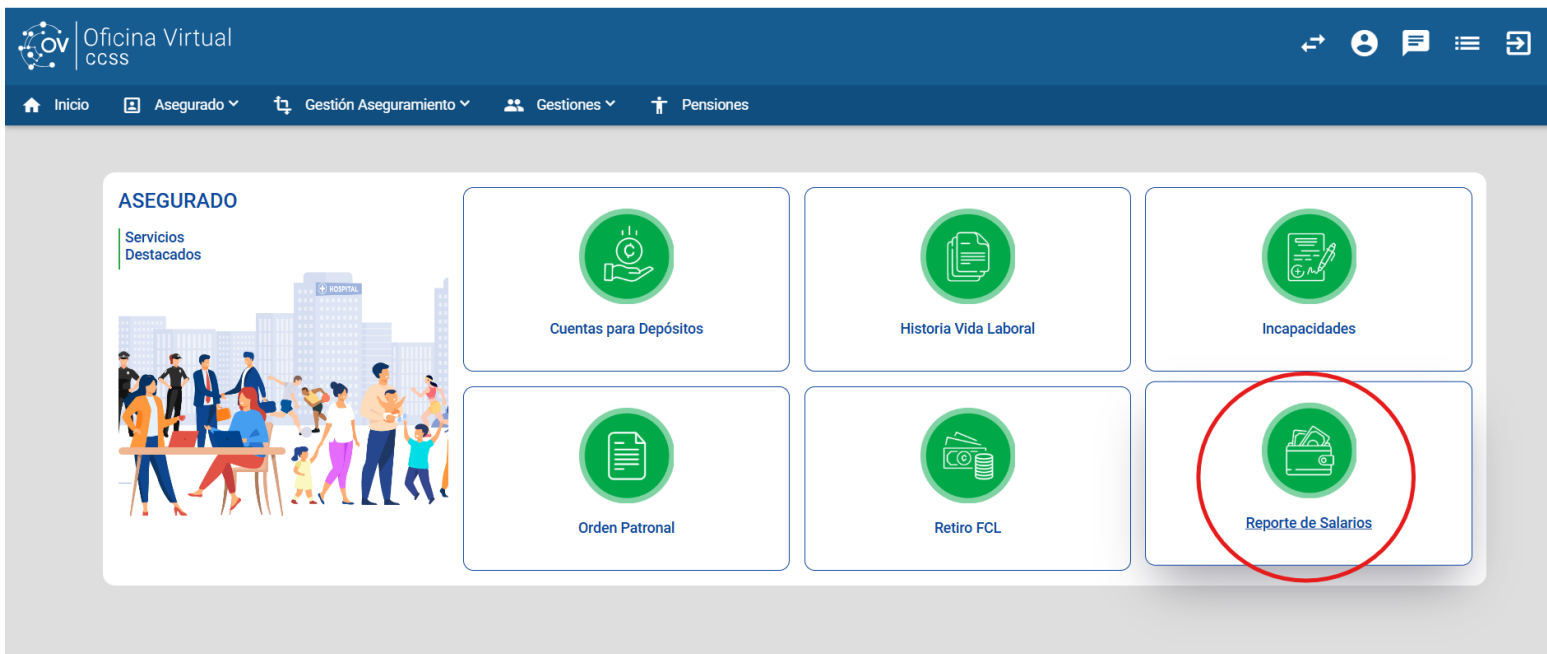 OV
Oficina Virtual
CCSS
Inicio
Asegurado
Gestión Aseguramiento
Gestiones
Pensiones
ASEGURADO
Servicios
Destacados
HOSPITAL
Cuentas para Depósitos
Historia Vida Laboral
Incapacidades
Orden Patronal
Retiro FCL
Reporte de Salarios